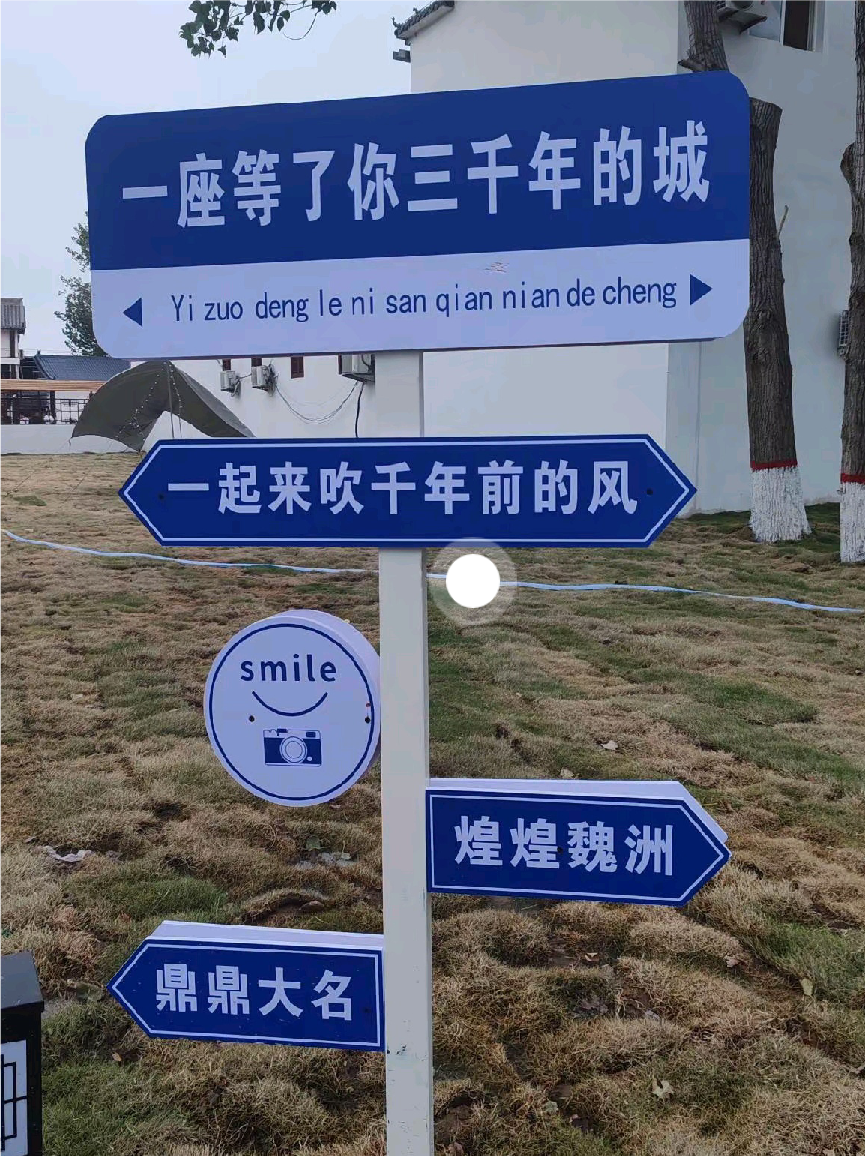 一座等了你三千年的城
Yi zuo deng le ni san qian nian de cheng
一起来吹千年前的风
smile
煌煌魏洲
鼎鼎大名